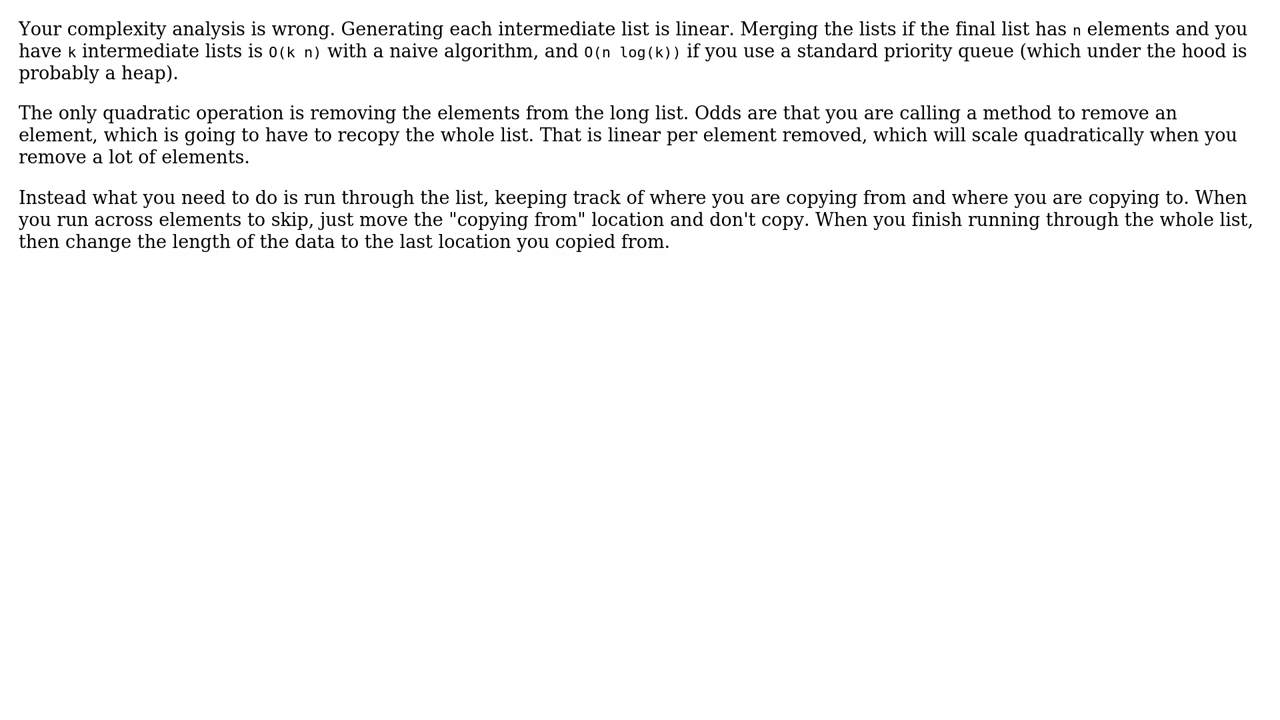 Your complexity analysis is wrong. Generating each intermediate list is linear. Merging the lists if the final list has n elements and you
have k intermediate lists is O(k n) with a naive algorithm, and O(n log(k)) if you use a standard priority queue (which under the hood is
probably a heap).
The only quadratic operation is removing the elements from the long list. Odds are that you are calling a method to remove an
element, which is going to have to recopy the whole list. That is linear per element removed, which will scale quadratically when you
remove a lot of elements.
Instead what you need to do is run through the list, keeping track of where you are copying from and where you are copying to. When
you run across elements to skip, just move the "copying from" location and don't copy. When you finish running through the whole list,
then change the length of the data to the last location you copied from.